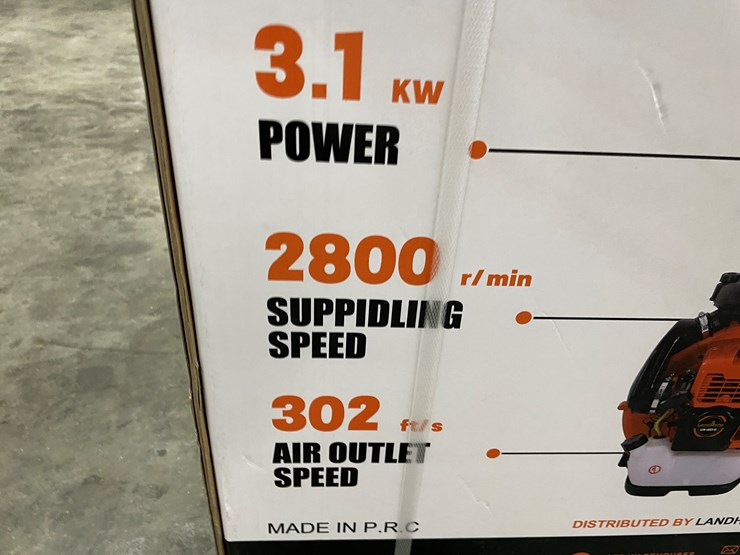 3.1 KW
POWER
2800 r/min
SUPPIDLING
SPEED
302 ft/s
AIR OUTLET
SPEED
MADE IN P.R.C
DISTRIBUTED BY